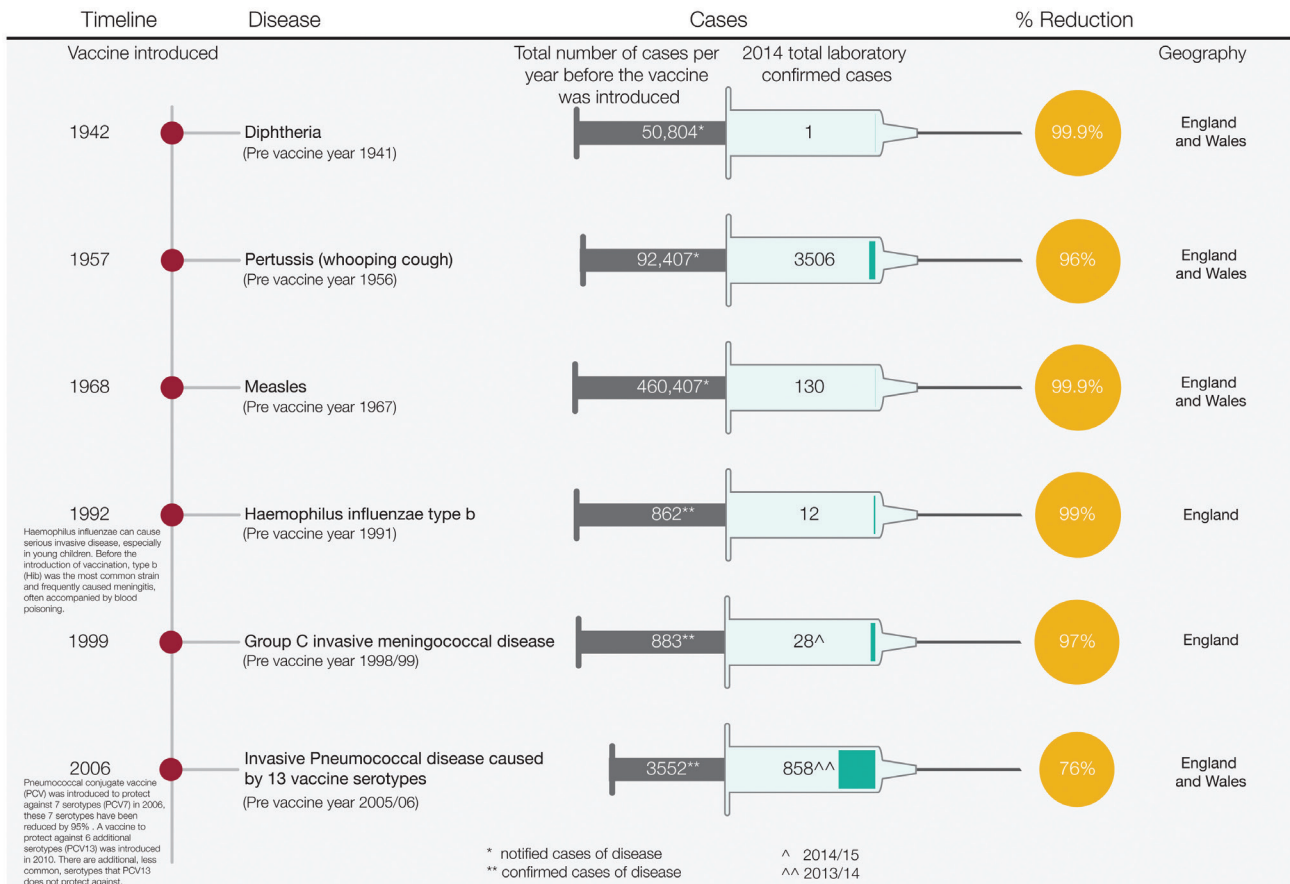 Timeline Disease Cases % Reduction
Vaccine introduced
Total number of cases per
year before the vaccine
was introduced
2014 total laboratory
confirmed cases
Geography
1942
Diphtheria
(Pre vaccine year 1941)
50,804*
1
99.9%
England
and Wales
1957
Pertussis (whooping cough)
(Pre vaccine year 1956)
92,407*
3506
96%
England
and Wales
1968
Measles
(Pre vaccine year 1967)
460,407*
130
99.9%
England
and Wales
1992
Haemophilus influenzae can cause
serious invasive disease, especially
in young children. Before the
introduction of vaccination, type b
(Hib) was the most common strain
and frequently caused meningitis,
often accompanied by blood
poisoning.
Haemophilus influenzae type b
(Pre vaccine year 1991)
862**
12
99%
England
1999
Group C invasive meningococcal disease
(Pre vaccine year 1998/99)
883**
28^
97%
England
2006
Pneumococcal conjugate vaccine
(PCV) was introduced to protect
against 7 serotypes (PCV7) in 2006,
these 7 serotypes have been
reduced by 95% . A vaccine to
protect against 6 additional
serotypes (PCV13) was introduced
in 2010. There are additional, less
common, serotypes that PCV13
does not protect against.
Invasive Pneumococcal disease caused
by 13 vaccine serotypes
(Pre vaccine year 2005/06)
3552**
858^^
76%
England
and Wales
* notified cases of disease
** confirmed cases of disease
^ 2014/15
^^ 2013/14